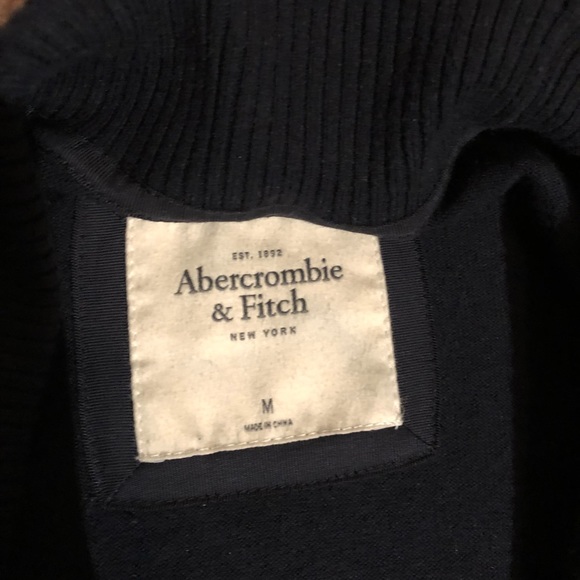 EST. 1892
Abercrombie
& Fitch
NEW YORK
M
MADE IN CHINA